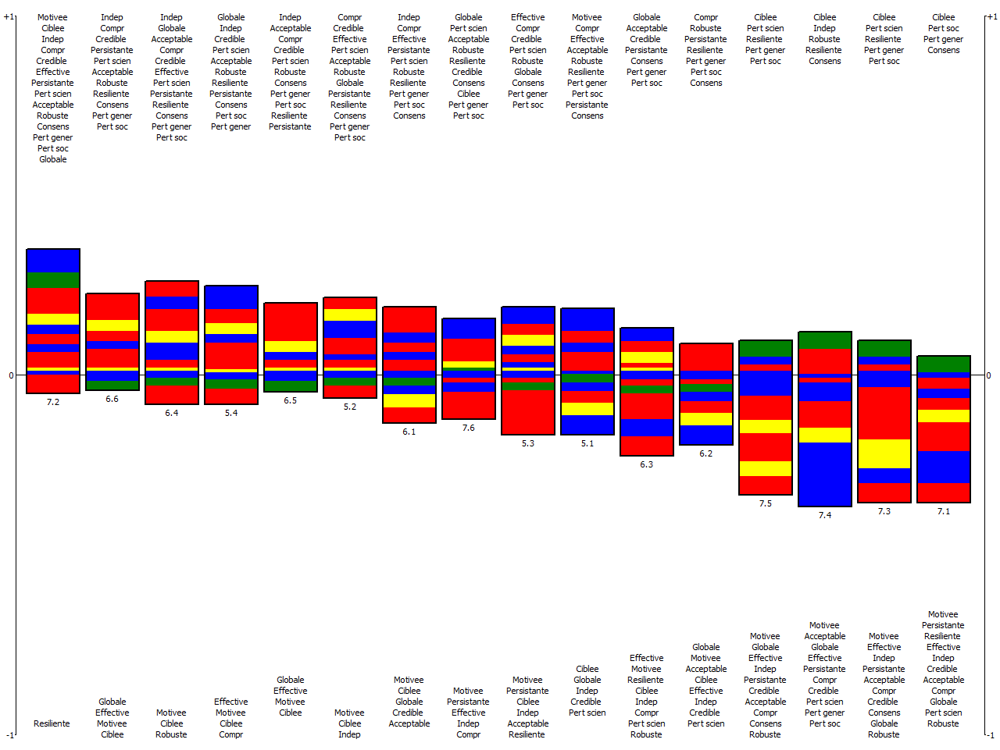 +1
+1
Motivee
Ciblee
Indep
Compr
Credible
Effective
Persistante
Pert scien
Acceptable
Robuste
Consens
Pert gener
Pert soc
Globale
Indep
Compr
Credible
Persistante
Pert scien
Acceptable
Robuste
Resiliente
Consens
Pert gener
Pert soc
Indep
Globale
Acceptable
Compr
Credible
Effective
Pert scien
Persistante
Resiliente
Consens
Pert gener
Pert soc
Globale
Indep
Credible
Pert scien
Acceptable
Robuste
Resiliente
Persistante
Consens
Pert soc
Pert gener
Indep
Acceptable
Compr
Credible
Pert scien
Robuste
Consens
Pert gener
Pert soc
Resiliente
Persistante
Compr
Credible
Effective
Pert scien
Acceptable
Robuste
Globale
Persistante
Resiliente
Consens
Pert gener
Pert soc
Indep
Compr
Effective
Persistante
Pert scien
Robuste
Resiliente
Pert gener
Pert soc
Consens
Globale
Pert scien
Acceptable
Robuste
Resiliente
Credible
Consens
Ciblee
Pert gener
Pert soc
Effective
Compr
Credible
Pert scien
Robuste
Globale
Consens
Pert gener
Pert soc
Motivee
Compr
Effective
Acceptable
Robuste
Resiliente
Pert gener
Pert soc
Persistante
Consens
Globale
Acceptable
Credible
Persistante
Consens
Pert gener
Pert soc
Compr
Robuste
Persistante
Resiliente
Pert gener
Pert soc
Consens
Ciblee
Pert scien
Resiliente
Pert gener
Pert soc
Ciblee
Indep
Robuste
Resiliente
Consens
Ciblee
Pert scien
Resiliente
Pert gener
Pert soc
Ciblee
Pert soc
Pert gener
Consens
0
0
7.2
6.6
6.4
5.4
6.5
5.2
6.1
7.6
5.3
5.1
6.3
6.2
7.5
7.4
7.3
7.1
Resiliente
Globale
Effective
Motivee
Ciblee
Motivee
Ciblee
Robuste
Effective
Motivee
Ciblee
Compr
Globale
Effective
Motivee
Ciblee
Motivee
Ciblee
Indep
Motivee
Ciblee
Globale
Credible
Acceptable
Motivee
Persistante
Effective
Indep
Compr
Motivee
Persistante
Ciblee
Indep
Acceptable
Resiliente
Ciblee
Globale
Indep
Credible
Pert scien
Effective
Motivee
Resiliente
Ciblee
Indep
Compr
Pert scien
Robuste
Globale
Motivee
Acceptable
Ciblee
Effective
Indep
Credible
Pert scien
Motivee
Globale
Effective
Indep
Persistante
Credible
Acceptable
Compr
Consens
Robuste
Motivee
Acceptable
Globale
Effective
Persistante
Compr
Credible
Pert scien
Pert gener
Pert soc
Motivee
Effective
Indep
Persistante
Acceptable
Compr
Credible
Consens
Globale
Robuste
Motivee
Persistante
Resiliente
Effective
Indep
Credible
Acceptable
Compr
Globale
Pert scien
Robuste
-1
-1